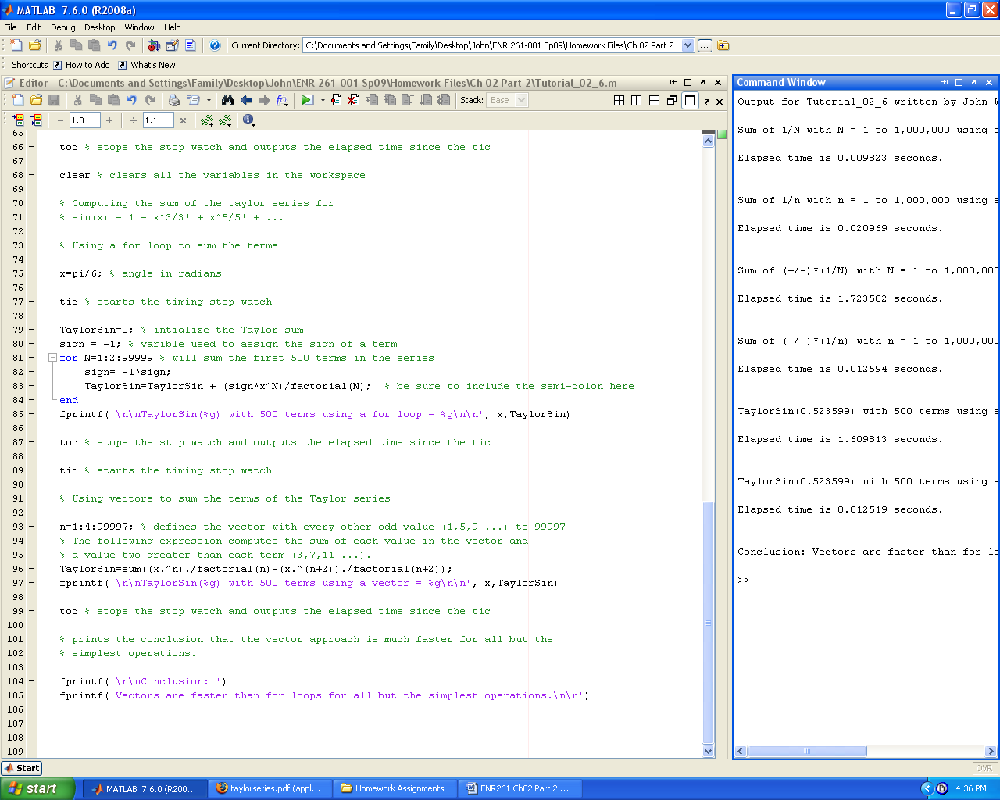 MATLAB 7.6.0 (R2008a)
File Edit Debug Desktop Window Help
Current Directory: C:\Documents and Settings\Family\Desktop\John\ENR 261-001 Sp09\Homework Files\Ch 02 Part 2
Shortcuts How to Add What's New
Editor - C:\Documents and Settings\Family\Desktop\John\ENR 261-001 Sp09\Homework Files\Ch 02 Part 2\Tutorial_02_6.m
Stack: Base
- 1.0 + ÷ 1.1 ×
65
66 - toc % stops the stop watch and outputs the elapsed time since the tic
67
68 - clear % clears all the variables in the workspace
69
70 % Computing the sum of the taylor series for
71 % sin(x) = 1 - x^3/3! + x^5/5! + ...
72
73 % Using a for loop to sum the terms
74
75 - x=pi/6; % angle in radians
76
77 - tic % starts the timing stop watch
78
79 - TaylorSin=0; % intialize the Taylor sum
80 - sign = -1; % varible used to assign the sign of a term
81 - for N=1:2:99999 % will sum the first 500 terms in the series
82 - sign= -1*sign;
83 - TaylorSin=TaylorSin + (sign*x^N)/factorial(N); % be sure to include the semi-colon here
84 - end
85 - fprintf('\n\nTaylorSin(%g) with 500 terms using a for loop = %g\n\n', x,TaylorSin)
86
87 - toc % stops the stop watch and outputs the elapsed time since the tic
88
89 - tic % starts the timing stop watch
90
91 % Using vectors to sum the terms of the Taylor series
92
93 - n=1:4:99997; % defines the vector with every other odd value (1,5,9 ...) to 99997
94 % The following expression computes the sum of each value in the vector and
95 % a value two greater than each term (3,7,11 ...).
96 - TaylorSin=sum((x.^n)./factorial(n)-(x.^(n+2))./factorial(n+2));
97 - fprintf('\n\nTaylorSin(%g) with 500 terms using a vector = %g\n\n', x,TaylorSin)
98
99 - toc % stops the stop watch and outputs the elapsed time since the tic
100
101 % prints the conclusion that the vector approach is much faster for all but the
102 % simplest operations.
103
104 - fprintf('\n\nConclusion: ')
105 - fprintf('Vectors are faster than for loops for all but the simplest operations.\n\n')
106
107
108
109
Command Window
Output for Tutorial_02_6 written by John W
Sum of 1/N with N = 1 to 1,000,000 using a
Elapsed time is 0.009823 seconds.
Sum of 1/n with n = 1 to 1,000,000 using a
Elapsed time is 0.020969 seconds.
Sum of (+/-)*(1/N) with N = 1 to 1,000,000
Elapsed time is 1.723502 seconds.
Sum of (+/-)*(1/n) with n = 1 to 1,000,000
Elapsed time is 0.012594 seconds.
TaylorSin(0.523599) with 500 terms using a
Elapsed time is 1.609813 seconds.
TaylorSin(0.523599) with 500 terms using a
Elapsed time is 0.012519 seconds.
Conclusion: Vectors are faster than for lo
>>
Start
OVR
start MATLAB 7.6.0 (R200... taylorseries.pdf (appl... Homework Assignments ENR261 Ch02 Part 2 ... 4:36 PM